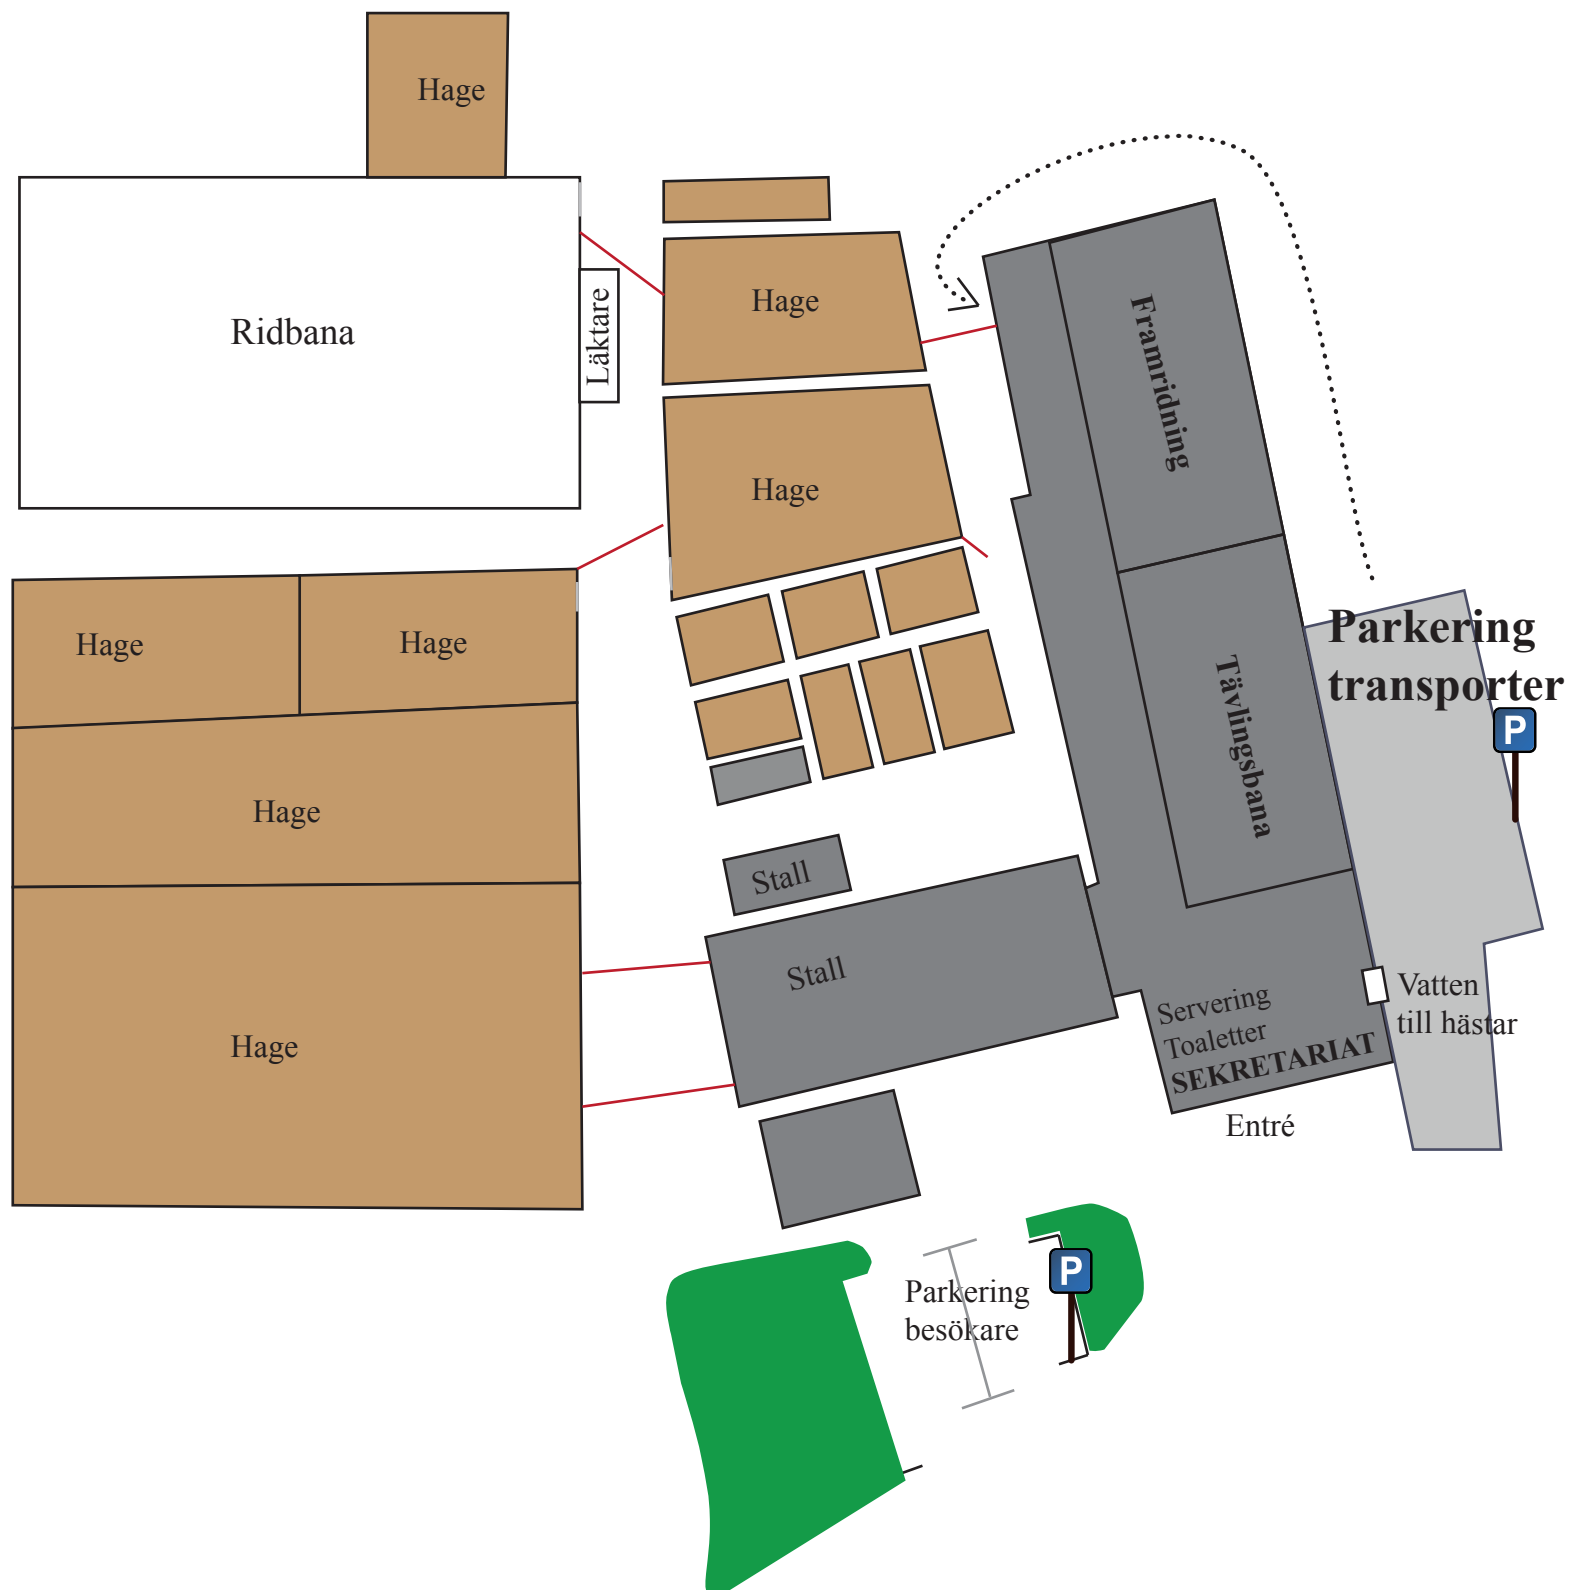 Hage
Ridbana
Läktare
Hage
Hage
Framridning
Tävlingsbana
Parkering
transporter
P
Hage
Hage
Hage
Hage
Stall
Stall
Vatten
till hästar
Servering
Toaletter
SEKRETARIAT
Entré
Parkering
besökare
P